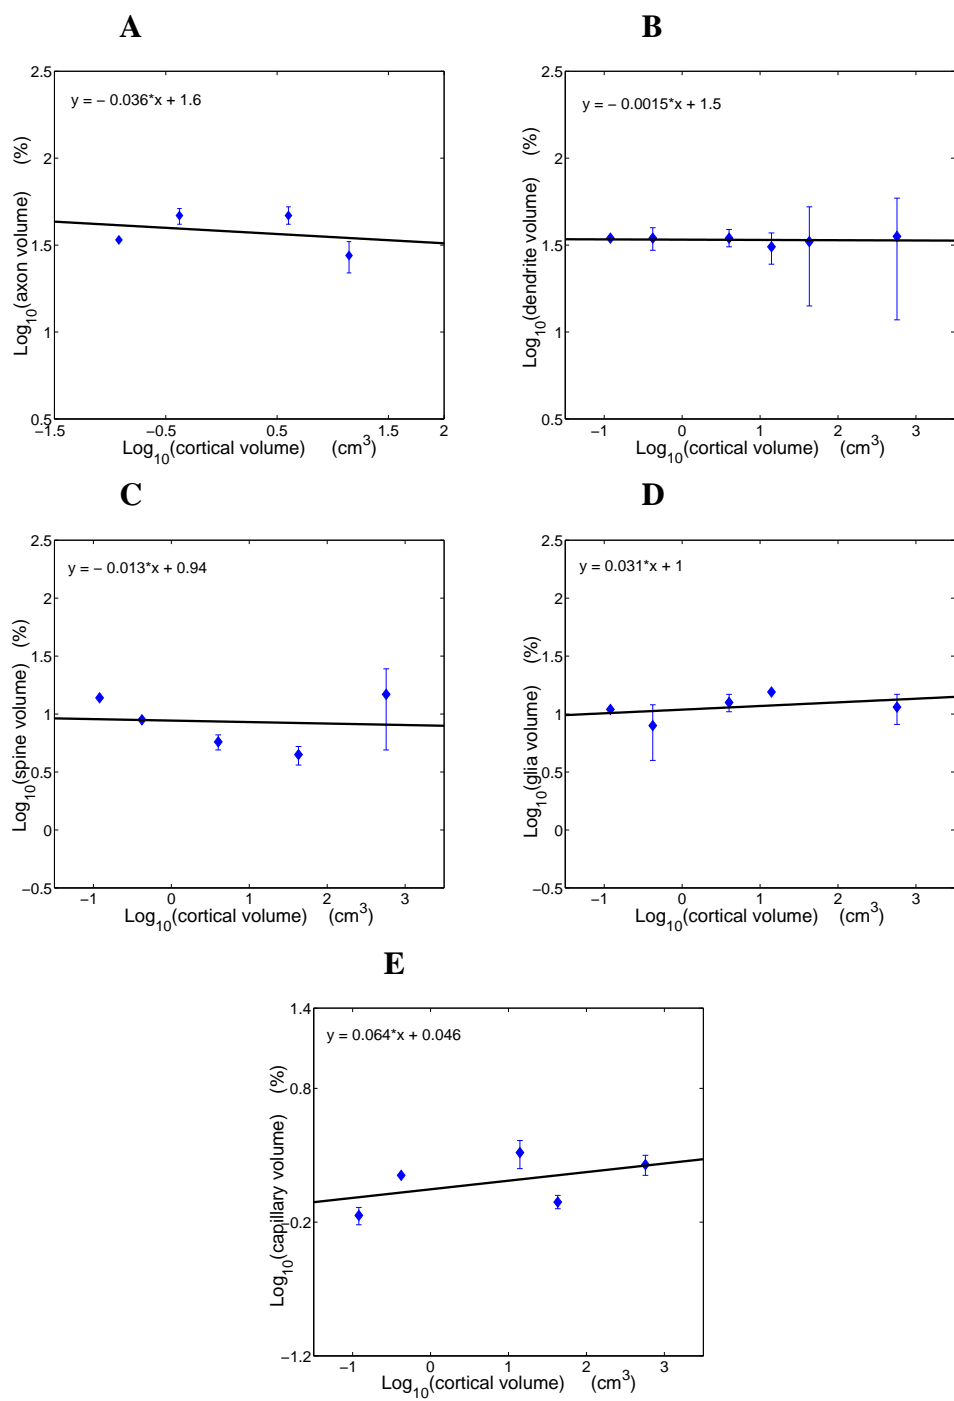 A
B
2.5
y = − 0.036*x + 1.6
2
1.5
1
0.5
Log10(axon volume) (%)
−1.5
−0.5
0.5
1.5
2
Log10(cortical volume) (cm3)
2.5
y = − 0.0015*x + 1.5
2
1.5
1
0.5
Log10(dendrite volume) (%)
−1
0
1
2
3
Log10(cortical volume) (cm3)
C
D
2.5
y = − 0.013*x + 0.94
2
1.5
1
0.5
0
−0.5
Log10(spine volume) (%)
−1
0
1
2
3
Log10(cortical volume) (cm3)
2.5
y = 0.031*x + 1
2
1.5
1
0.5
0
−0.5
Log10(glia volume) (%)
−1
0
1
2
3
Log10(cortical volume) (cm3)
E
1.4
y = 0.064*x + 0.046
0.8
−0.2
−1.2
Log10(capillary volume) (%)
−1
0
1
2
3
Log10(cortical volume) (cm3)